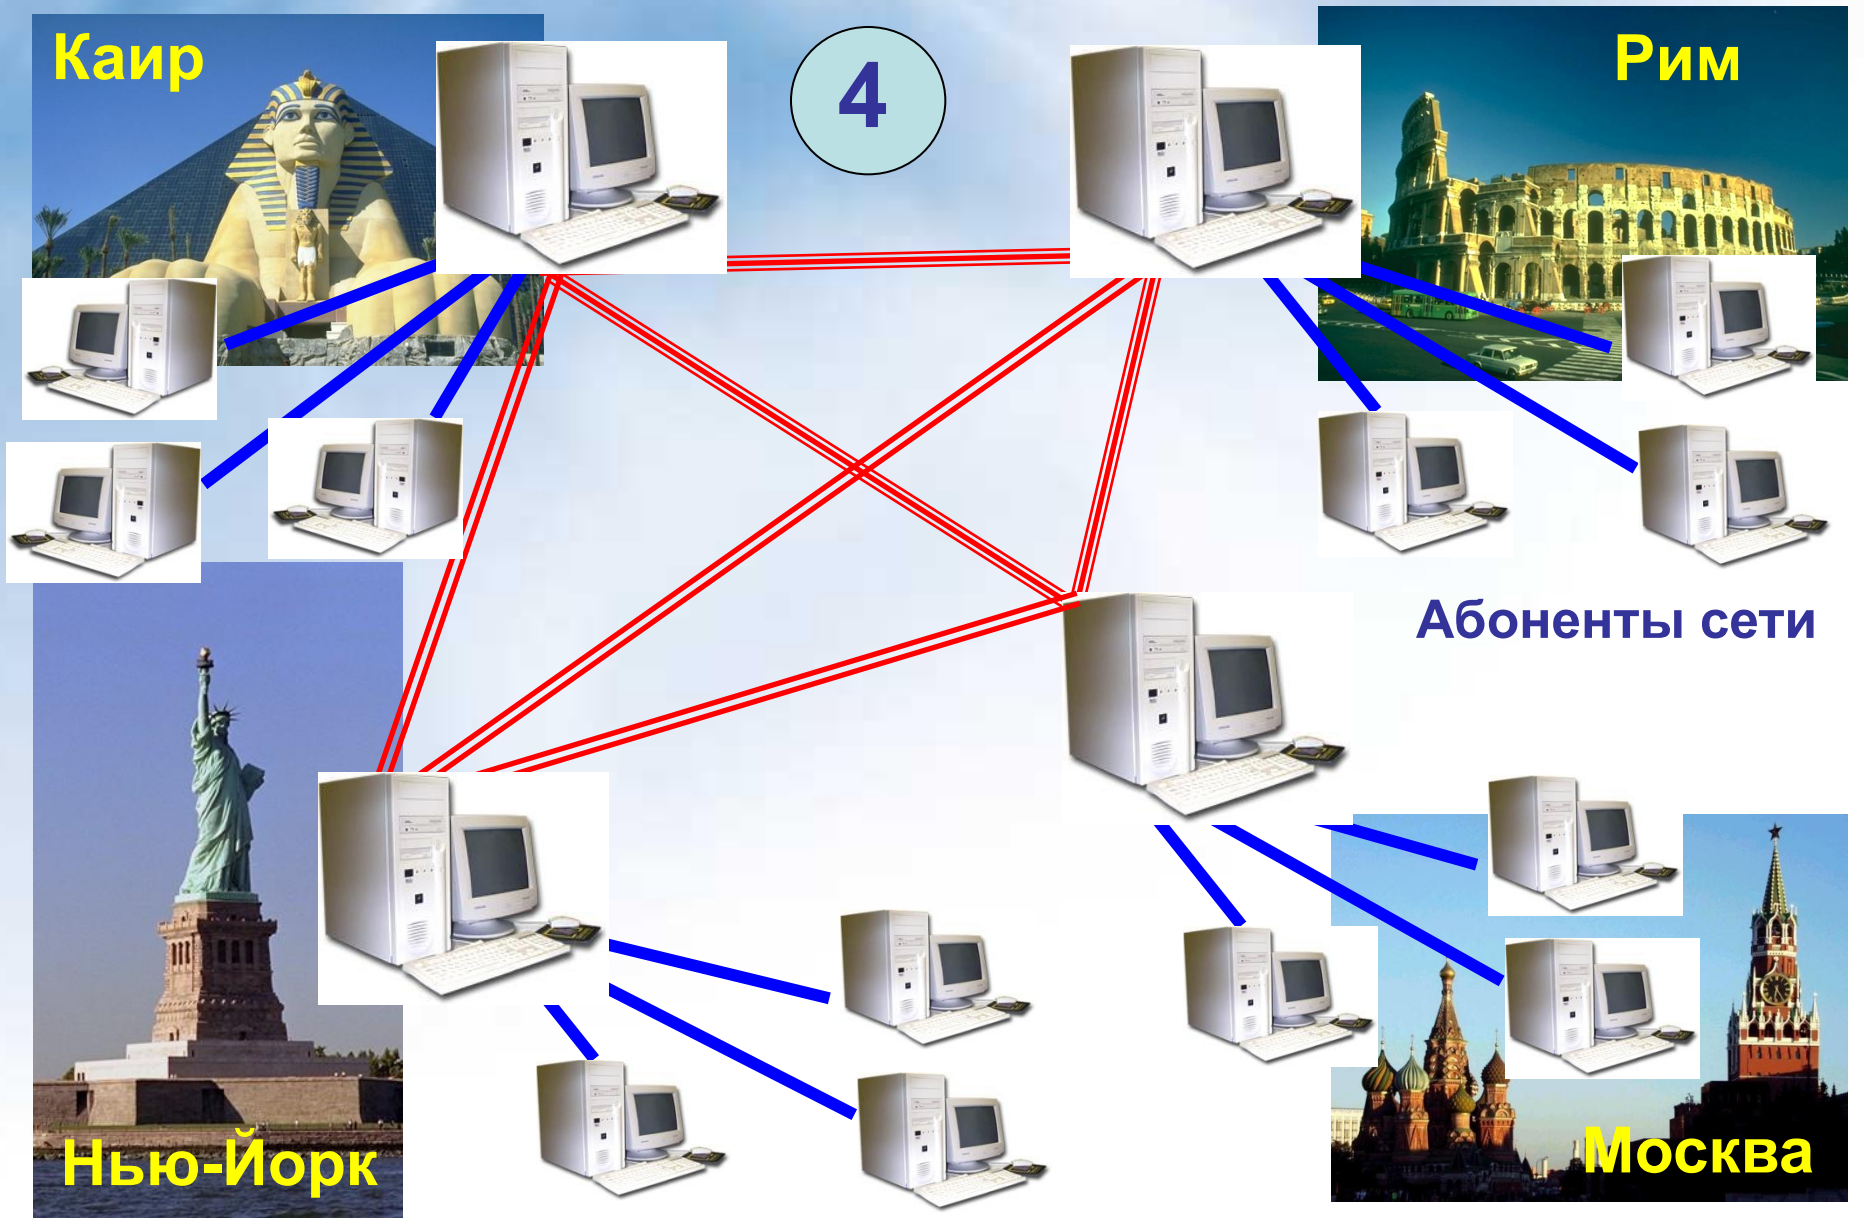 Каир
4
Рим
Абоненты сети
Нью-Йорк
Москва